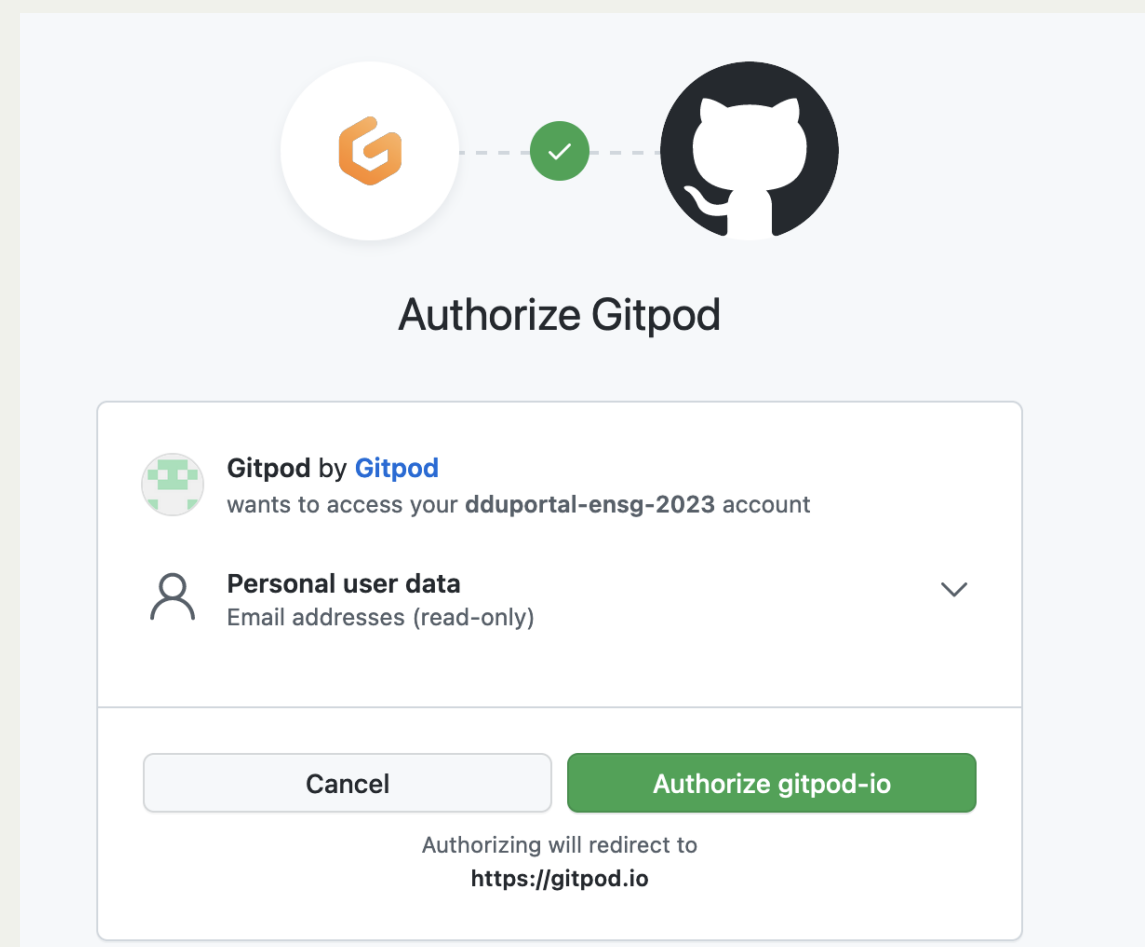 Authorize Gitpod
Gitpod by Gitpod
wants to access your dduportal-ensg-2023 account
Personal user data
Email addresses (read-only)
Cancel
Authorize gitpod-io
Authorizing will redirect to
https://gitpod.io